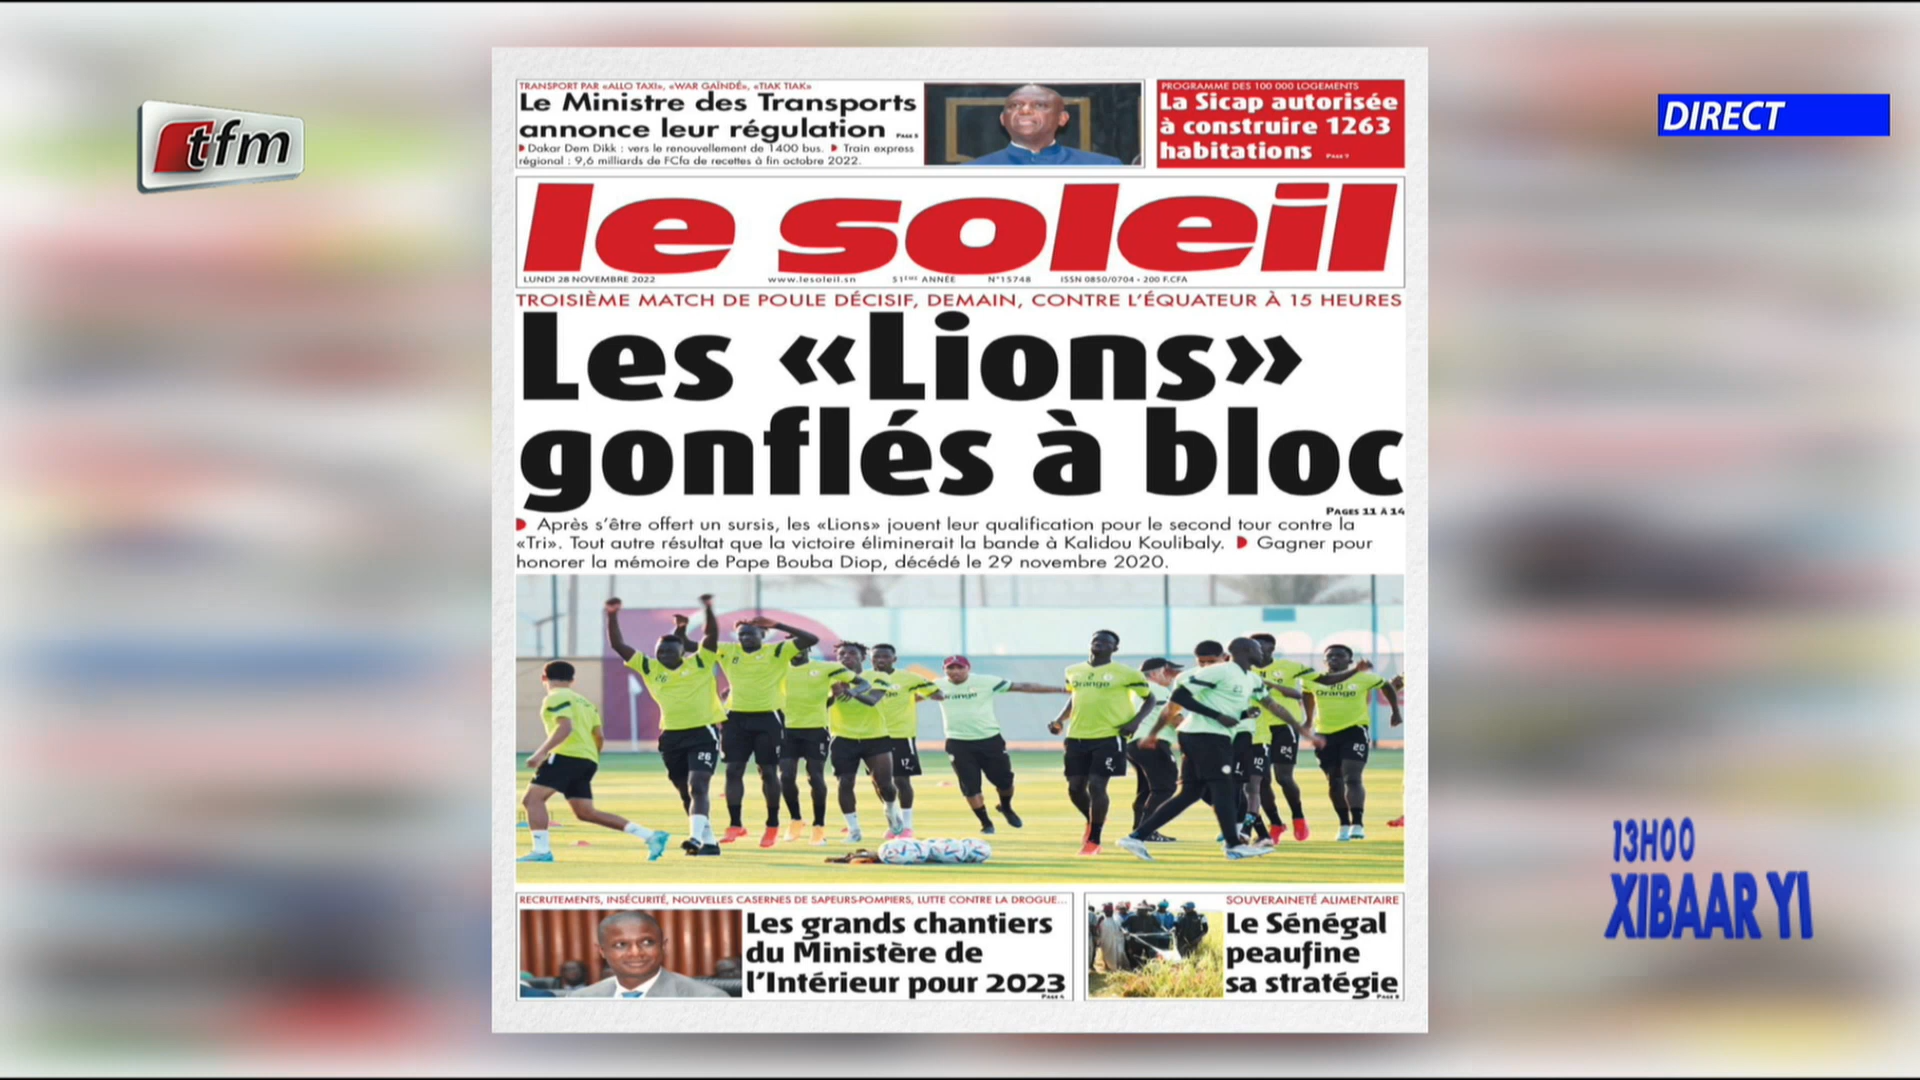 tfm
DIRECT
TRANSPORT PAR «ALLO TAXI», «WAR GAÏNDÉ», «TIAK TIAK»
Le Ministre des Transports
annonce leur régulation PAGE 5
Dakar Dem Dikk : vers le renouvellement de 1400 bus. Train express
régional : 9,6 milliards de FCfa de recettes à fin octobre 2022.
PROGRAMME DES 100 000 LOGEMENTS
La Sicap autorisée
à construire 1263
habitations PAGE 7
le soleil
LUNDI 28 NOVEMBRE 2022 www.lesoleil.sn 51ÈME ANNÉE N°15748 ISSN 0850/0704 - 200 F.CFA
TROISIÈME MATCH DE POULE DÉCISIF, DEMAIN, CONTRE L'ÉQUATEUR À 15 HEURES
Les «Lions»
gonflés à bloc
PAGES 11 À 14
Après s'être offert un sursis, les «Lions» jouent leur qualification pour le second tour contre la
«Tri». Tout autre résultat que la victoire éliminerait la bande à Kalidou Koulibaly. Gagner pour
honorer la mémoire de Pape Bouba Diop, décédé le 29 novembre 2020.
RECRUTEMENTS, INSÉCURITÉ, NOUVELLES CASERNES DE SAPEURS-POMPIERS, LUTTE CONTRE LA DROGUE...
Les grands chantiers
du Ministère de
l'Intérieur pour 2023
SOUVERAINETÉ ALIMENTAIRE
Le Sénégal
peaufine
sa stratégie
13H00
XIBAAR YI